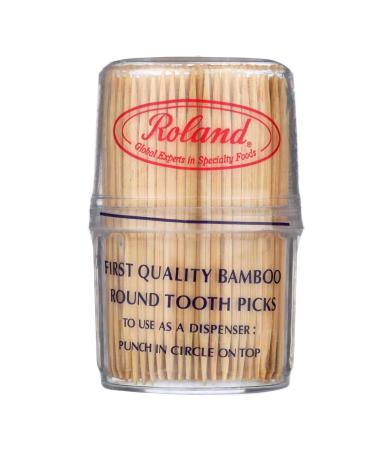 Roland®
Global Experts in Specialty Foods
FIRST QUALITY BAMBOO
ROUND TOOTH PICKS
TO USE AS A DISPENSER:
PUNCH IN CIRCLE ON TOP